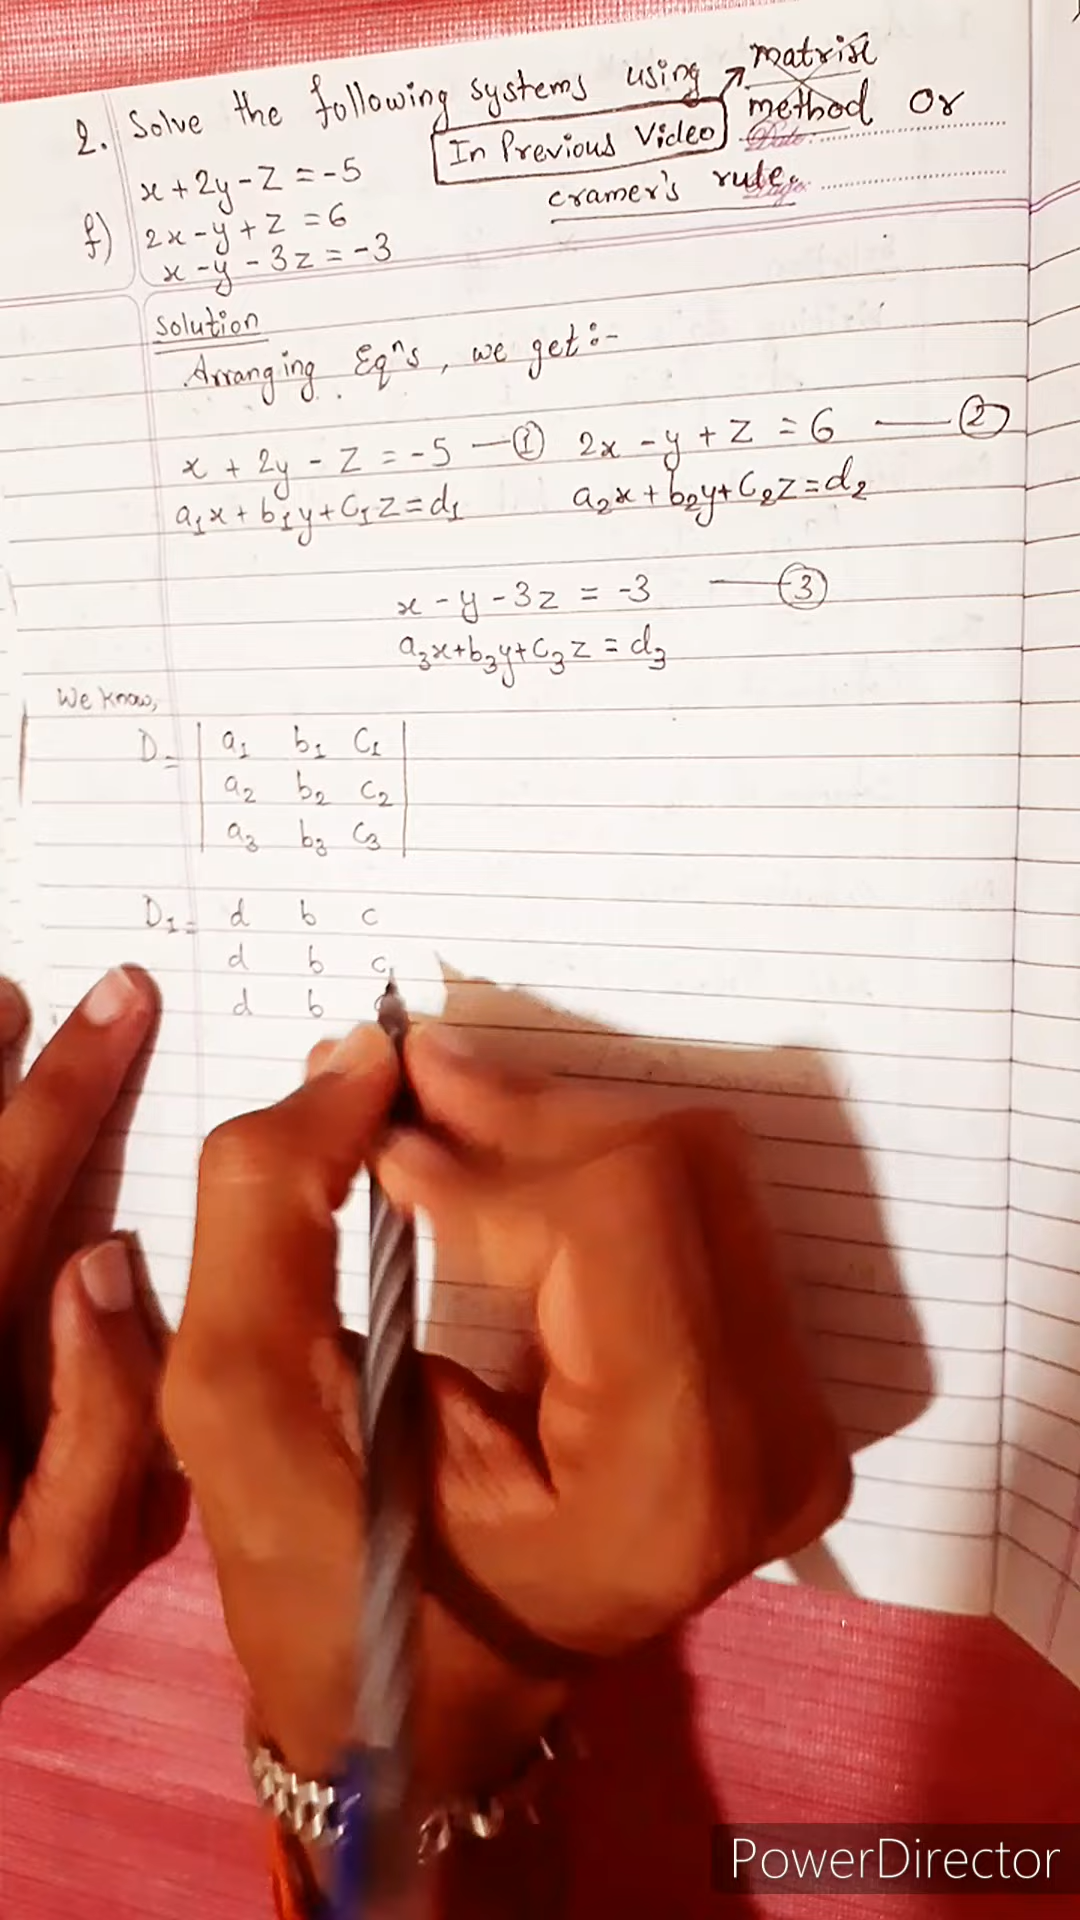 2. Solve the following systems using matrix
In Previous Video method Or
cramer's rule.
x + 2y - z = -5
f) 2x - y + z = 6
x - y - 3z = -3
Solution
Arranging Eqⁿs, we get :-
x + 2y - z = -5 — ① 2x - y + z = 6 — ②
a₁x + b₁y + c₁z = d₁ a₂x + b₂y + c₂z = d₂
x - y - 3z = -3 — ③
a₃x + b₃y + c₃z = d₃
We know,
D = | a₁ b₁ c₁ |
| a₂ b₂ c₂ |
| a₃ b₃ c₃ |
D₁ = d b c
d b c
d b
PowerDirector